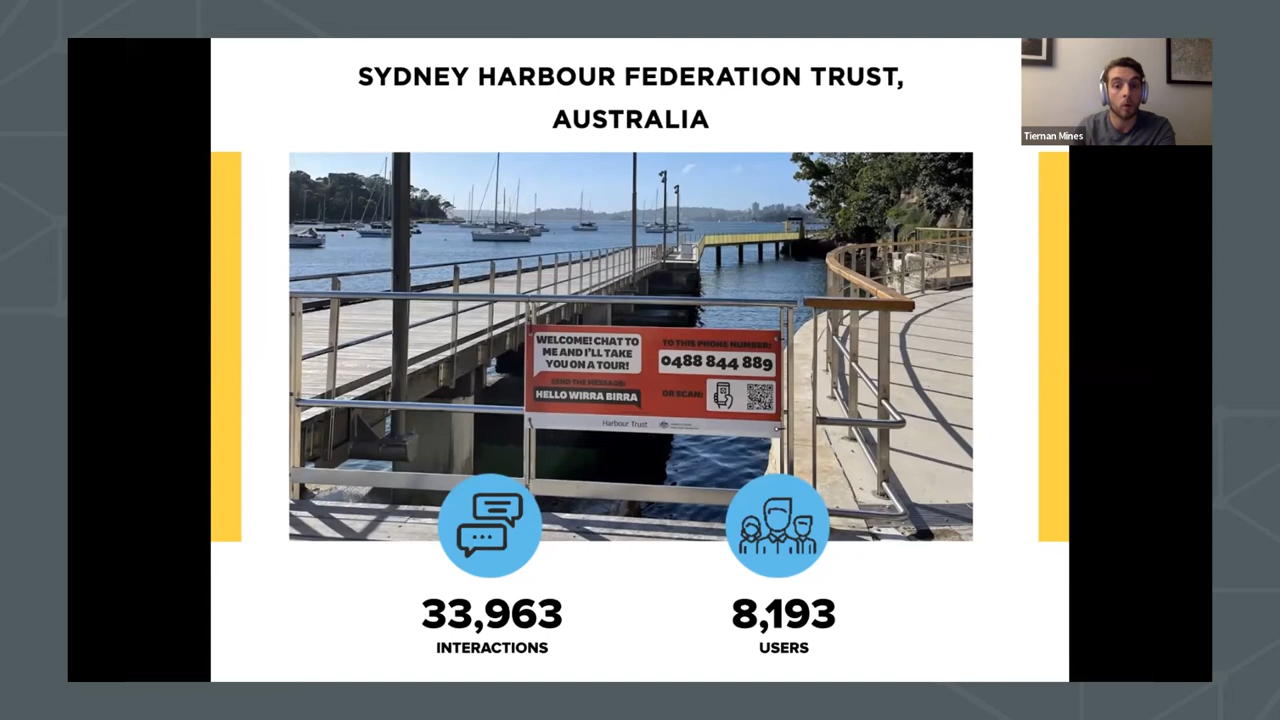 SYDNEY HARBOUR FEDERATION TRUST,
AUSTRALIA
Tiernan Mines
WELCOME! CHAT TO
ME AND I'LL TAKE
YOU ON A TOUR!
SEND THE MESSAGE:
HELLO WIRRA BIRRA
TO THIS PHONE NUMBER:
0488 844 889
OR SCAN:
Harbour Trust
33,963
INTERACTIONS
8,193
USERS